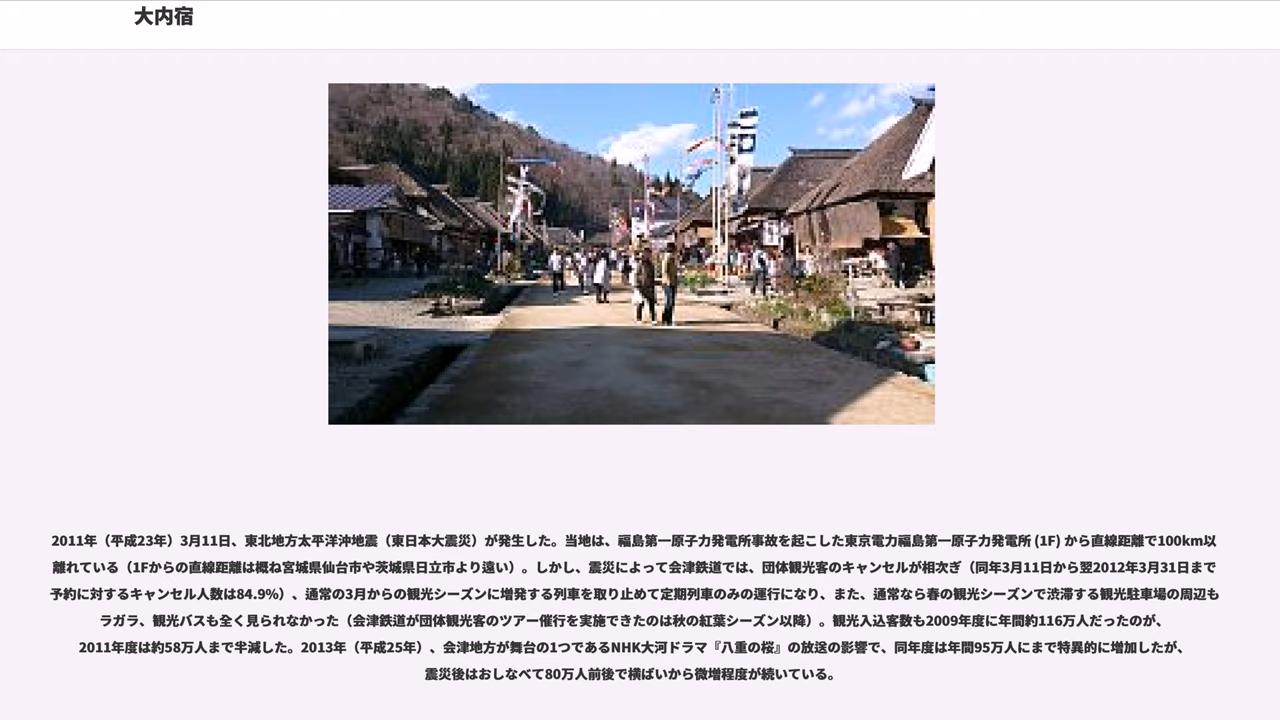 大内宿
2011年（平成23年）3月11日、東北地方太平洋沖地震（東日本大震災）が発生した。当地は、福島第一原子力発電所事故を起こした東京電力福島第一原子力発電所 (1F) から直線距離で100km以
離れている（1Fからの直線距離は概ね宮城県仙台市や茨城県日立市より遠い）。しかし、震災によって会津鉄道では、団体観光客のキャンセルが相次ぎ（同年3月11日から翌2012年3月31日まで
予約に対するキャンセル人数は84.9%）、通常の3月からの観光シーズンに増発する列車を取り止めて定期列車のみの運行になり、また、通常なら春の観光シーズンで渋滞する観光駐車場の周辺も
ラガラ、観光バスも全く見られなかった（会津鉄道が団体観光客のツアー催行を実施できたのは秋の紅葉シーズン以降）。観光入込客数も2009年度に年間約116万人だったのが、
2011年度は約58万人まで半減した。2013年（平成25年）、会津地方が舞台の1つであるNHK大河ドラマ『八重の桜』の放送の影響で、同年度は年間95万人にまで特異的に増加したが、
震災後はおしなべて80万人前後で横ばいから微増程度が続いている。